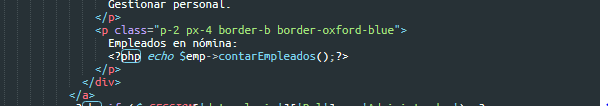 Gestionar personal.
</p>
<p class="p-2 px-4 border-b border-oxford-blue">
Empleados en nómina:
<?php echo $emp->contarEmpleados();?>
</p>
</div>
</a>